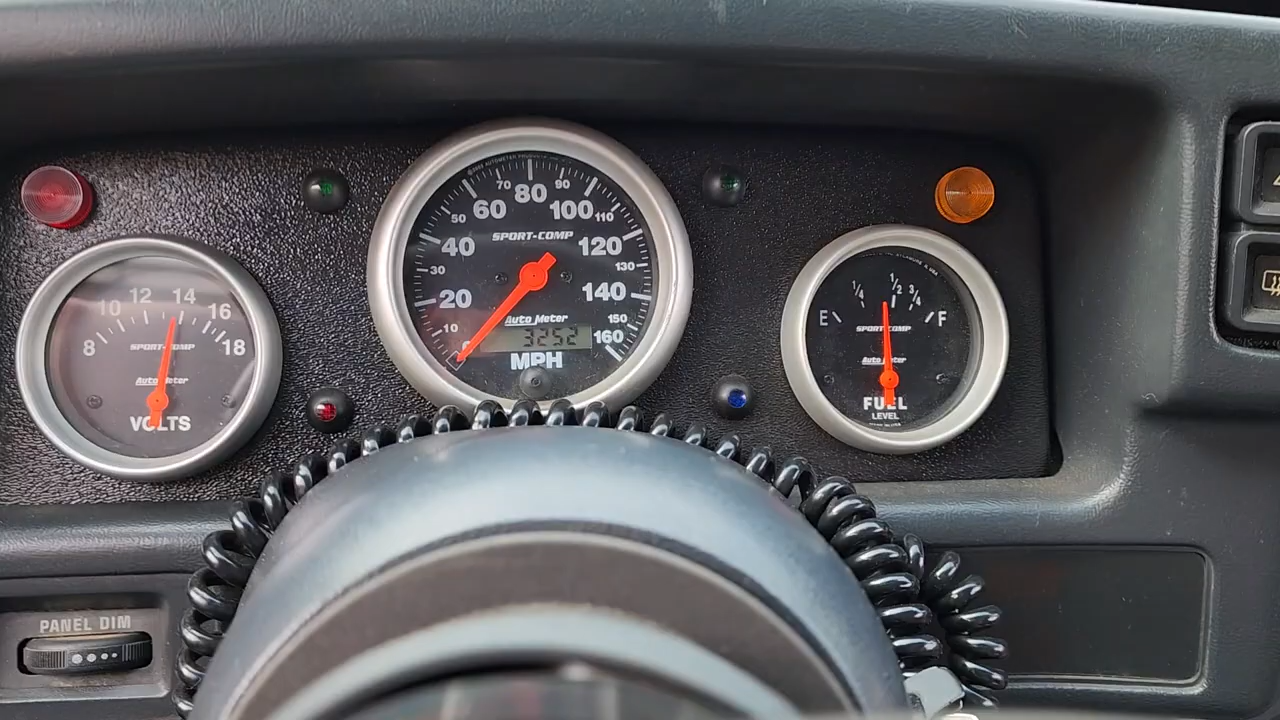 8 10 12 14 16 18
SPORT-COMP
Auto Meter
VOLTS
0 10 20 30 40 50 60 70 80 90 100 110 120 130 140 150 160
SPORT-COMP
Auto Meter
3252
MPH
E 1/4 1/2 3/4 F
SPORT-COMP
Auto Meter
FUEL
LEVEL
PANEL DIM